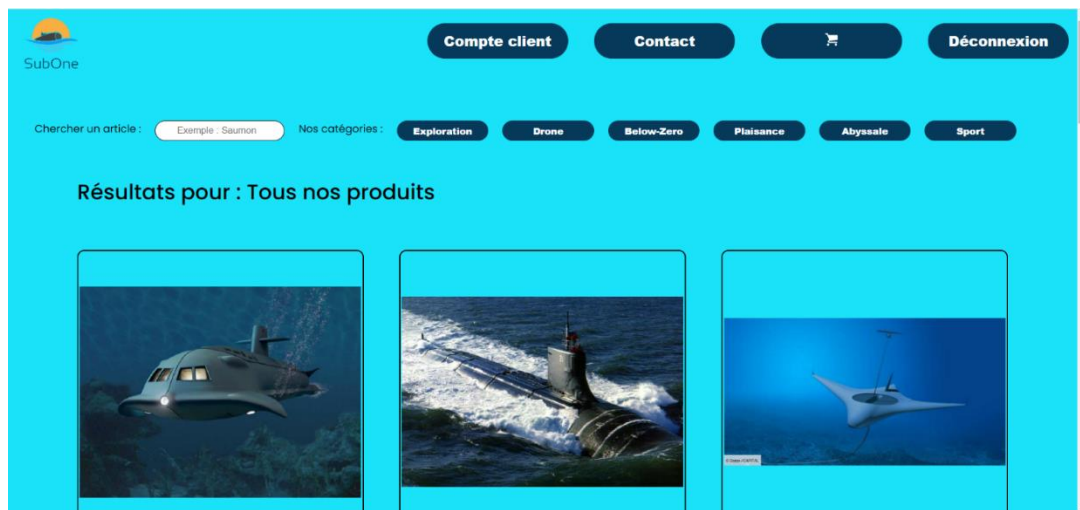 SubOne
Compte client
Contact
Déconnexion
Chercher un article :
Exemple : Saumon
Nos catégories :
Exploration
Drone
Below-Zero
Plaisance
Abyssale
Sport
Résultats pour : Tous nos produits